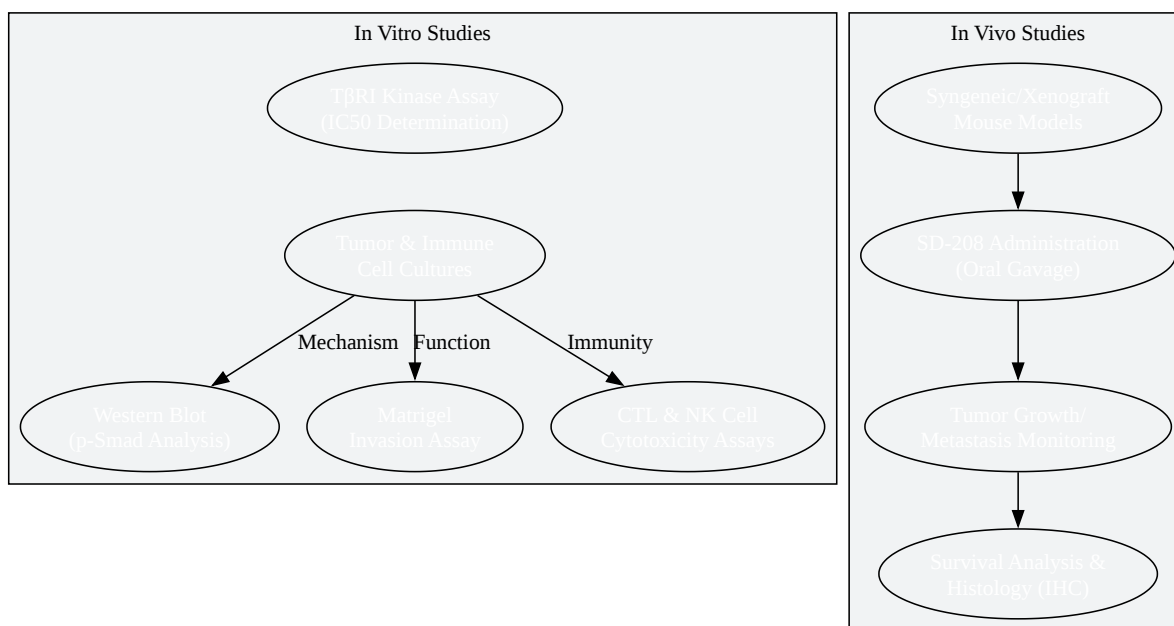 In Vitro Studies
TβRI Kinase Assay
(IC50 Determination)
Tumor & Immune
Cell Cultures
Mechanism
Function
Immunity
Western Blot
(p-Smad Analysis)
Matrigel
Invasion Assay
CTL & NK Cell
Cytotoxicity Assays
In Vivo Studies
Syngeneic/Xenograft
Mouse Models
SD-208 Administration
(Oral Gavage)
Tumor Growth/
Metastasis Monitoring
Survival Analysis &
Histology (IHC)